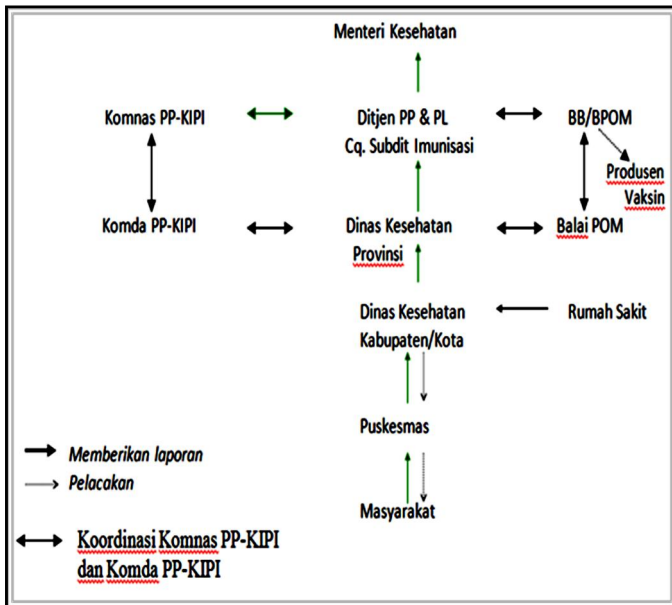 Menteri Kesehatan
Komnas PP-KIPI
Ditjen PP & PL
Cq. Subdit Imunisasi
BB/BPOM
Produsen
Vaksin
Komda PP-KIPI
Dinas Kesehatan
Provinsi
Balai POM
Dinas Kesehatan
Kabupaten/Kota
Rumah Sakit
Puskesmas
Masyarakat
Memberikan laporan
Pelacakan
Koordinasi Komnas PP-KIPI
dan Komda PP-KIPI